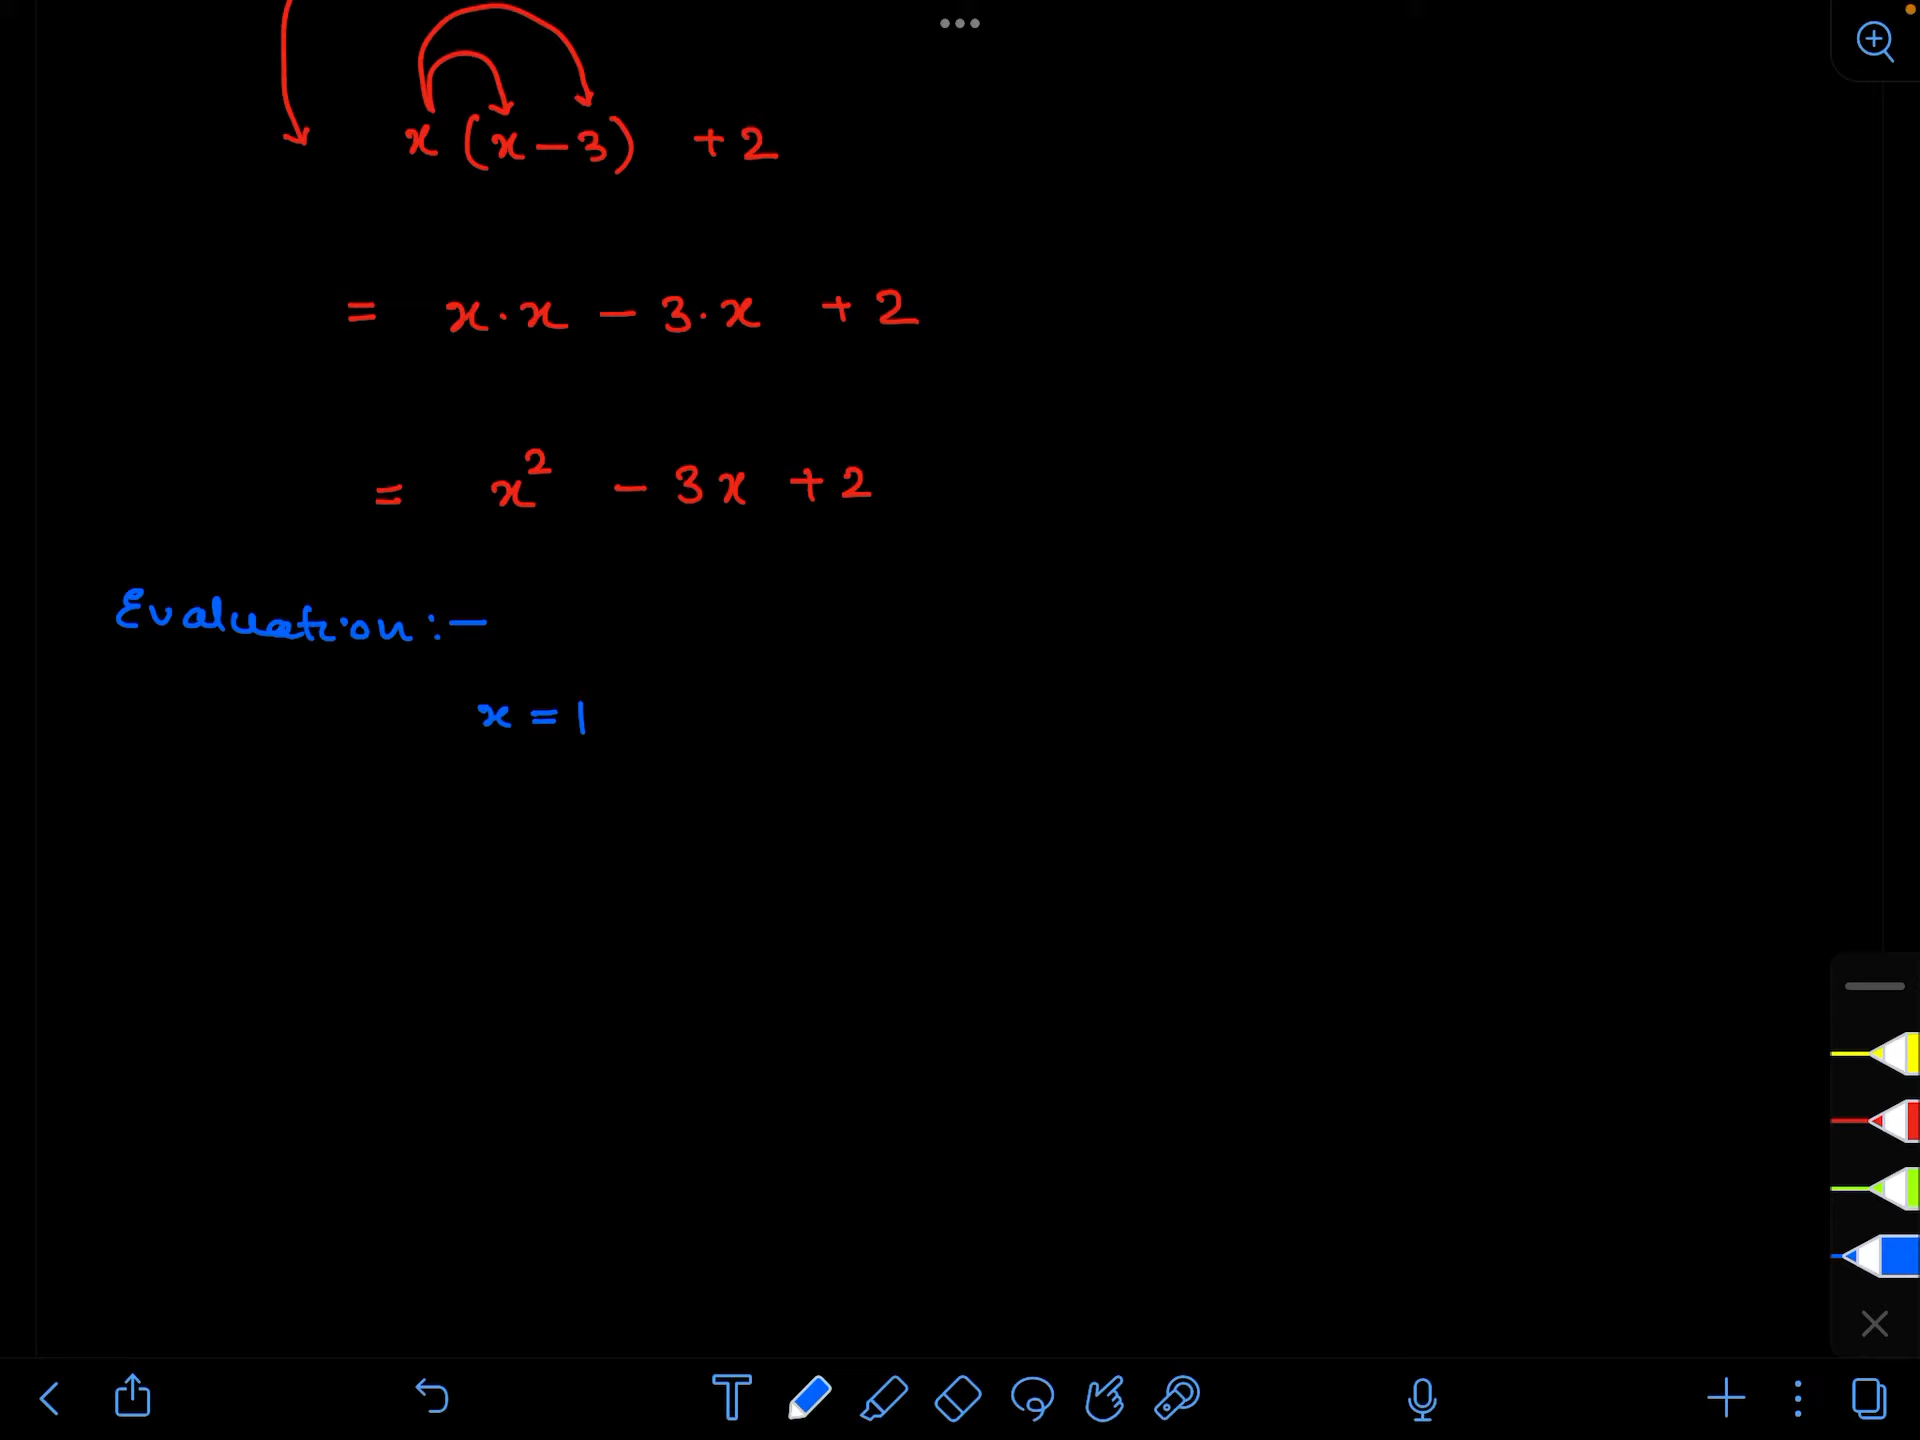 x(x-3) +2
= x·x - 3·x +2
= x² - 3x +2
Evaluation:-
x = 1